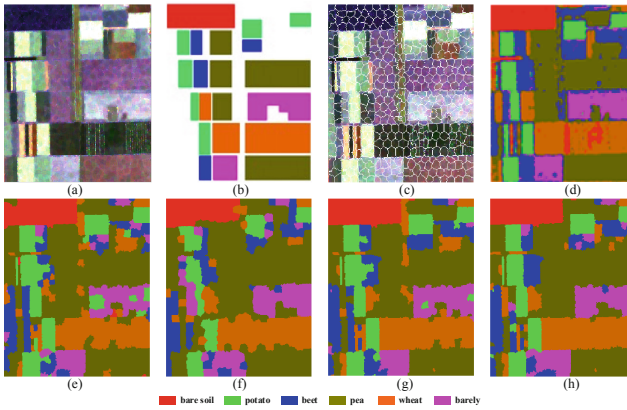 (a) (b) (c) (d)
(e) (f) (g) (h)
bare soil potato beet pea wheat barely